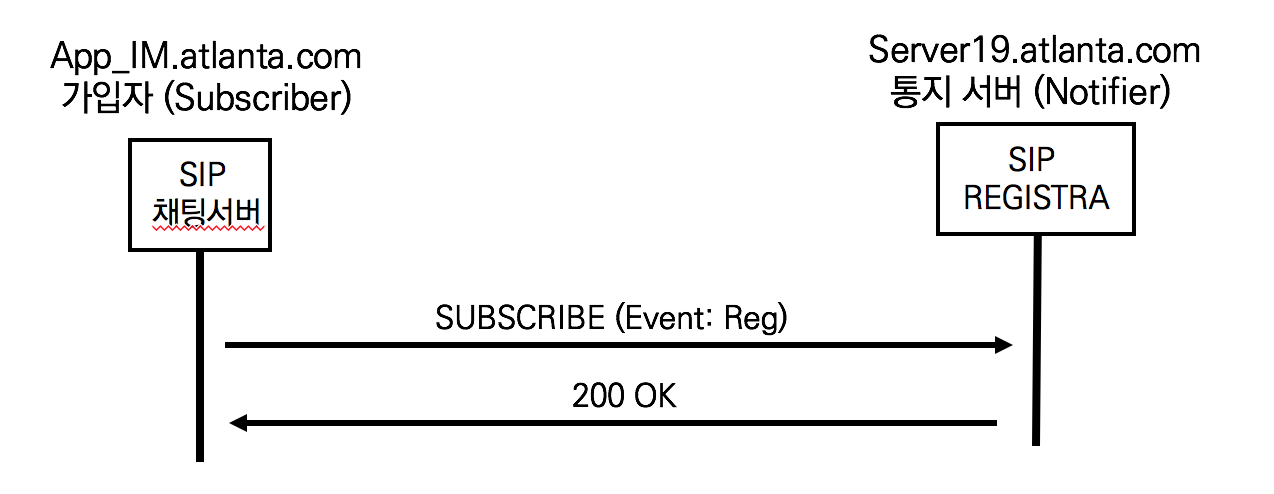 App_IM.atlanta.com
가입자 (Subscriber)
Server19.atlanta.com
통지 서버 (Notifier)
SIP
채팅서버
SIP
REGISTRA
SUBSCRIBE (Event: Reg)
200 OK